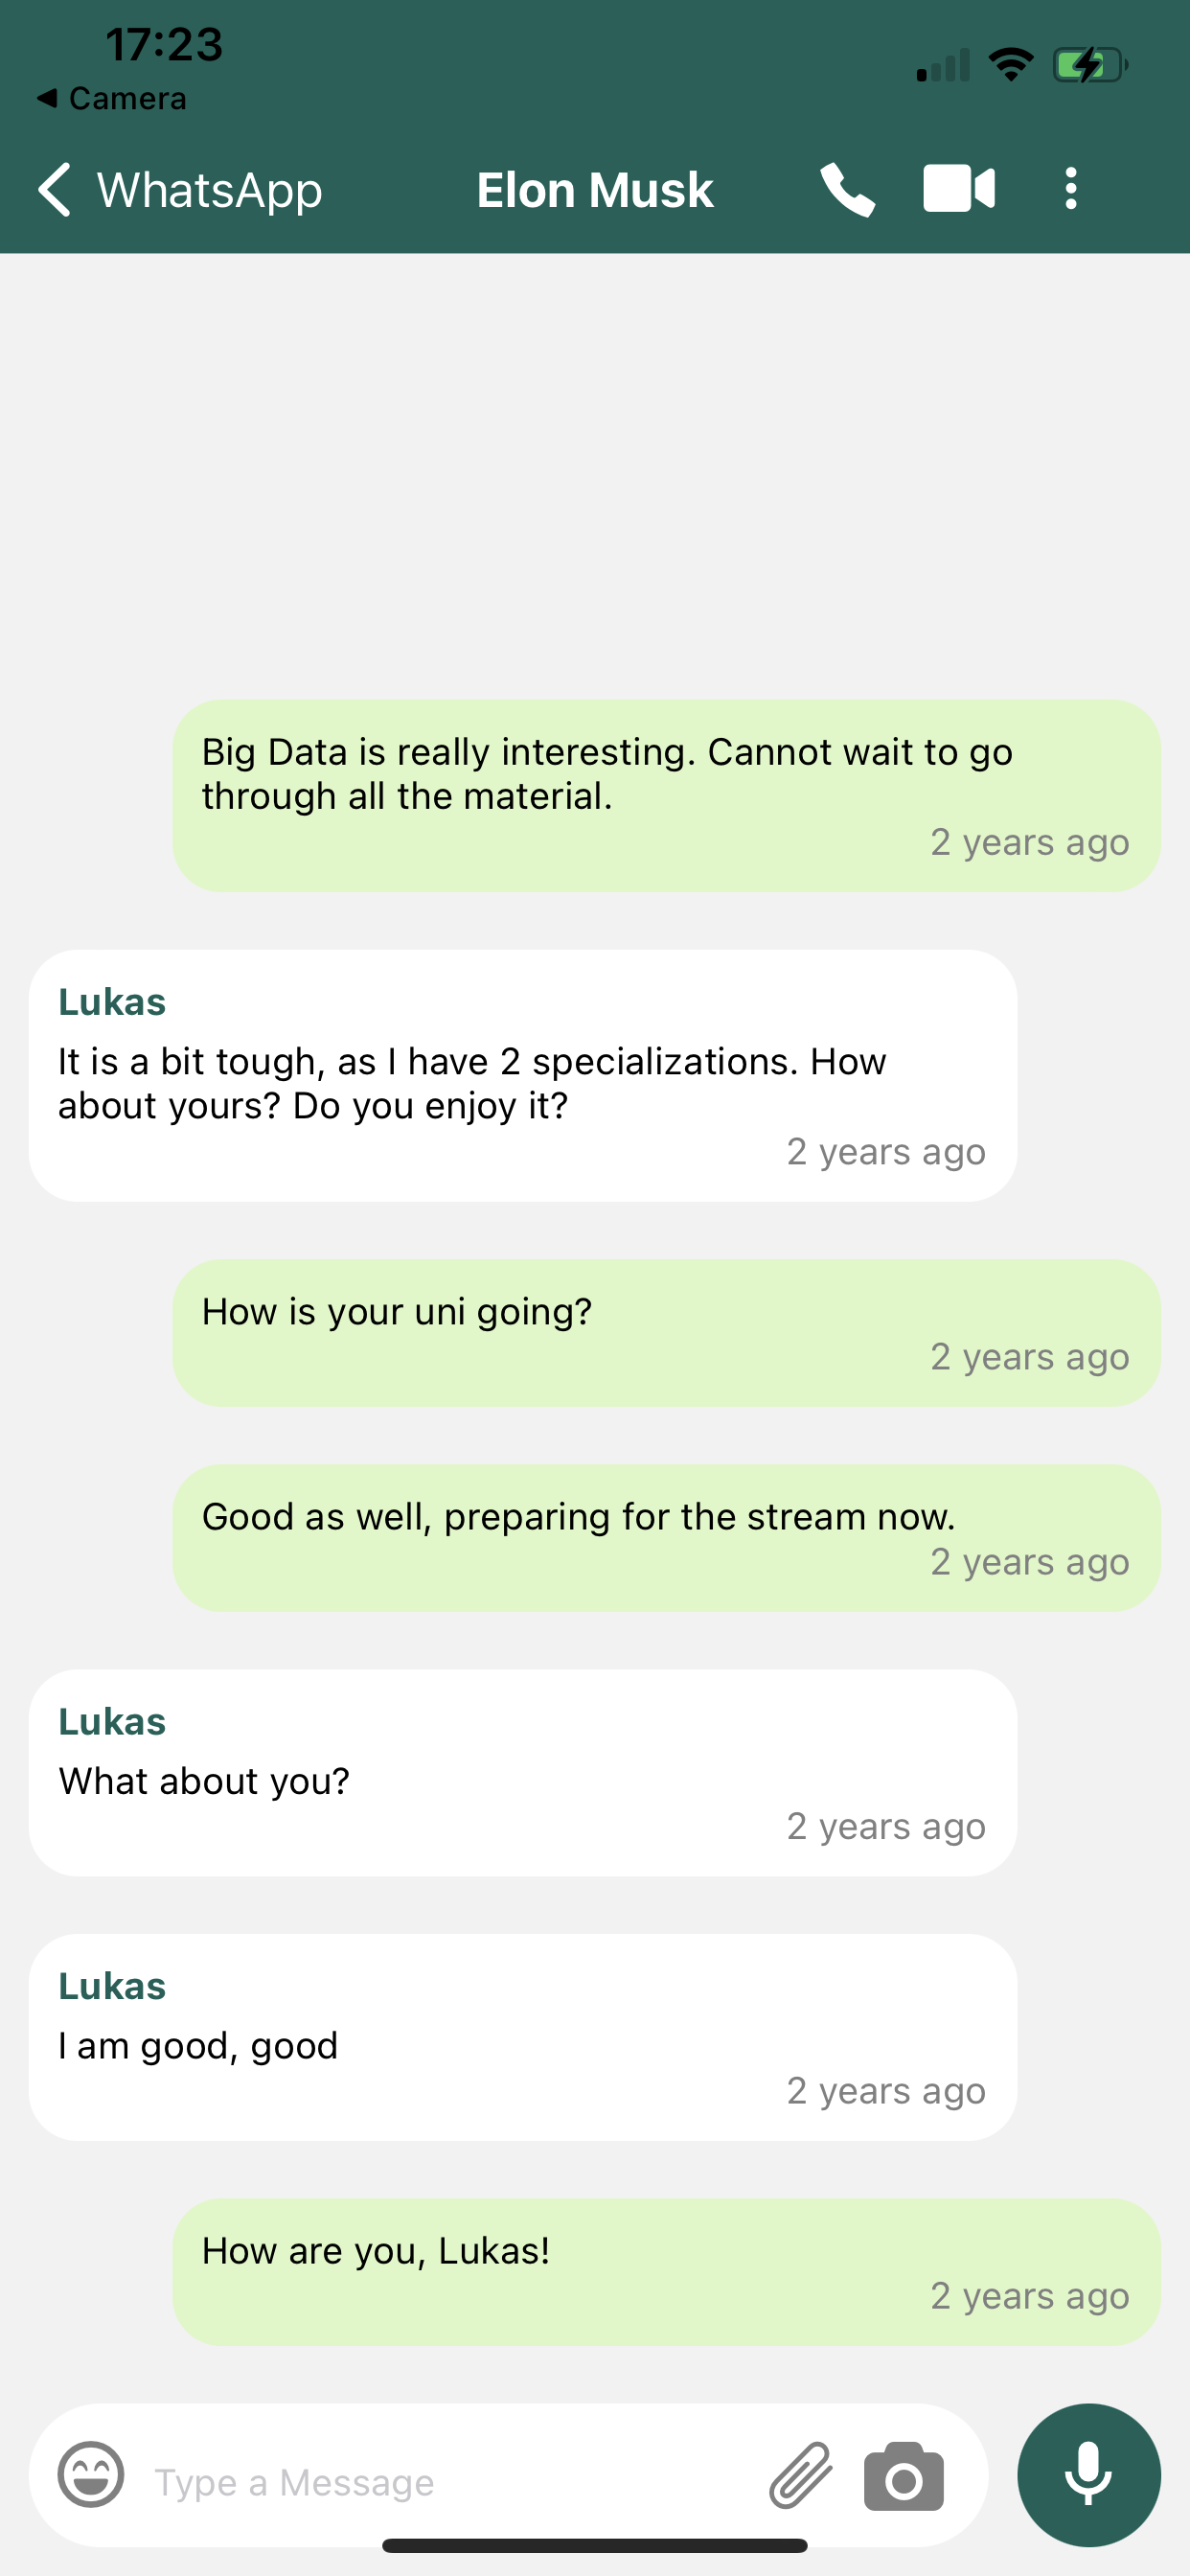 17:23
◀ Camera
WhatsApp
Elon Musk
Big Data is really interesting. Cannot wait to go
through all the material.
2 years ago
Lukas
It is a bit tough, as I have 2 specializations. How
about yours? Do you enjoy it?
2 years ago
How is your uni going?
2 years ago
Good as well, preparing for the stream now.
2 years ago
Lukas
What about you?
2 years ago
Lukas
I am good, good
2 years ago
How are you, Lukas!
2 years ago
Type a Message